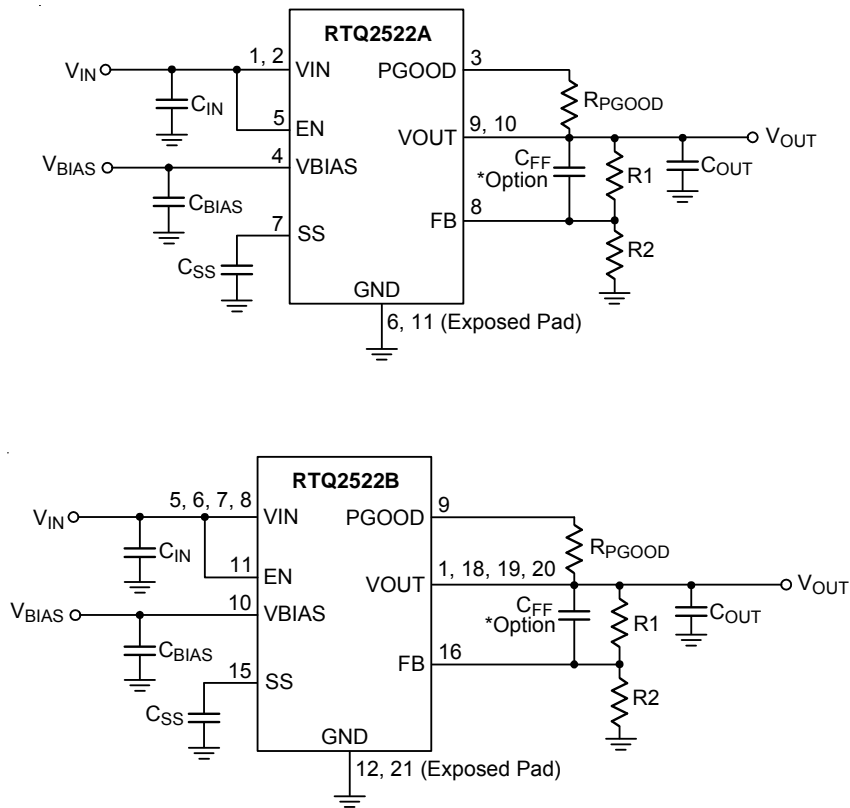 RTQ2522A
VIN
1, 2
VIN
PGOOD
3
RPGOOD
CIN
5
EN
VOUT
9, 10
VOUT
VBIAS
4
VBIAS
CFF
*Option
R1
COUT
CBIAS
7
SS
FB
8
R2
CSS
GND
6, 11 (Exposed Pad)
RTQ2522B
VIN
5, 6, 7, 8
VIN
PGOOD
9
RPGOOD
CIN
11
EN
VOUT
1, 18, 19, 20
VOUT
VBIAS
10
VBIAS
CFF
*Option
R1
COUT
CBIAS
15
SS
FB
16
R2
CSS
GND
12, 21 (Exposed Pad)